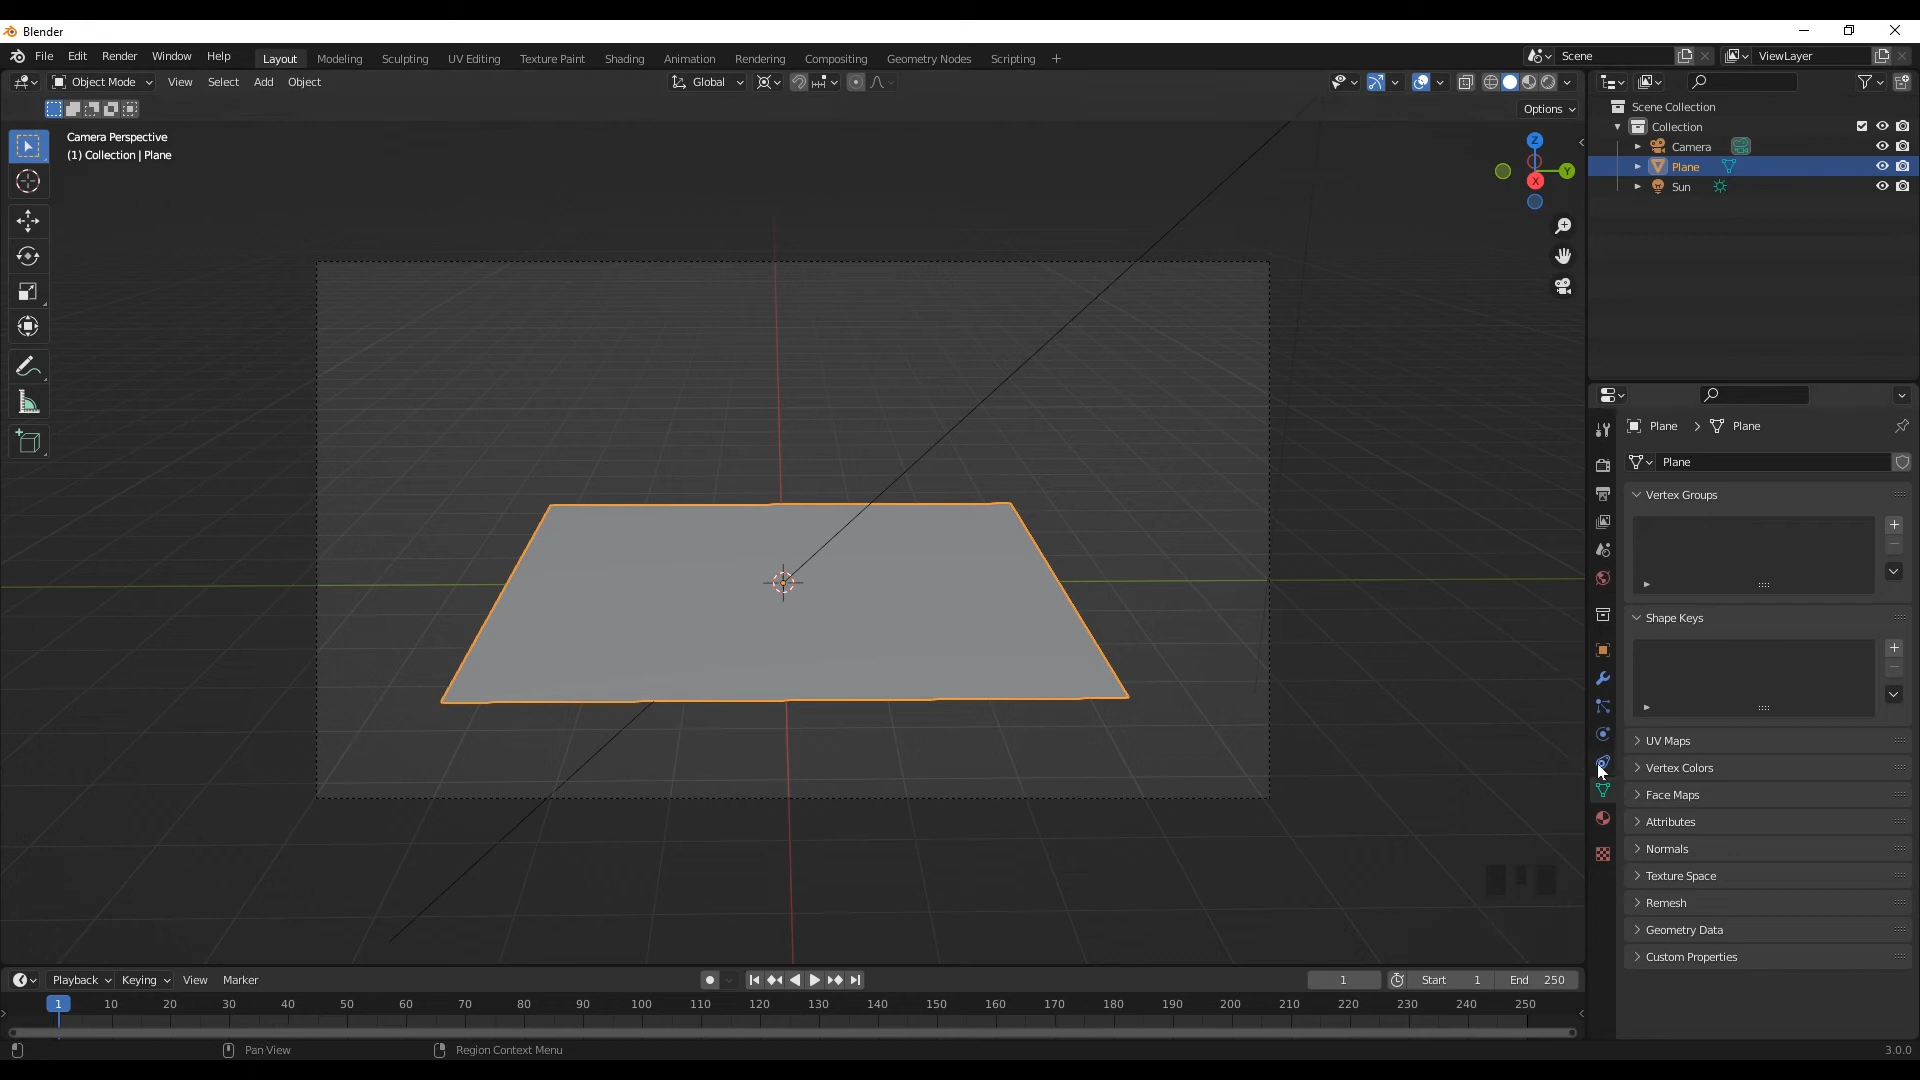 Blender
File Edit Render Window Help Layout Modeling Sculpting UV Editing Texture Paint Shading Animation Rendering Compositing Geometry Nodes Scripting + Scene ViewLayer
Object Mode View Select Add Object Global
Options
Camera Perspective
(1) Collection | Plane
Z
Y
X
Scene Collection
Collection
Camera
Plane
Sun
Plane > Plane
Plane
Vertex Groups
Shape Keys
UV Maps
Vertex Colors
Face Maps
Attributes
Normals
Texture Space
Remesh
Geometry Data
Custom Properties
Playback Keying View Marker 1 Start 1 End 250
1 10 20 30 40 50 60 70 80 90 100 110 120 130 140 150 160 170 180 190 200 210 220 230 240 250
Pan View Region Context Menu 3.0.0